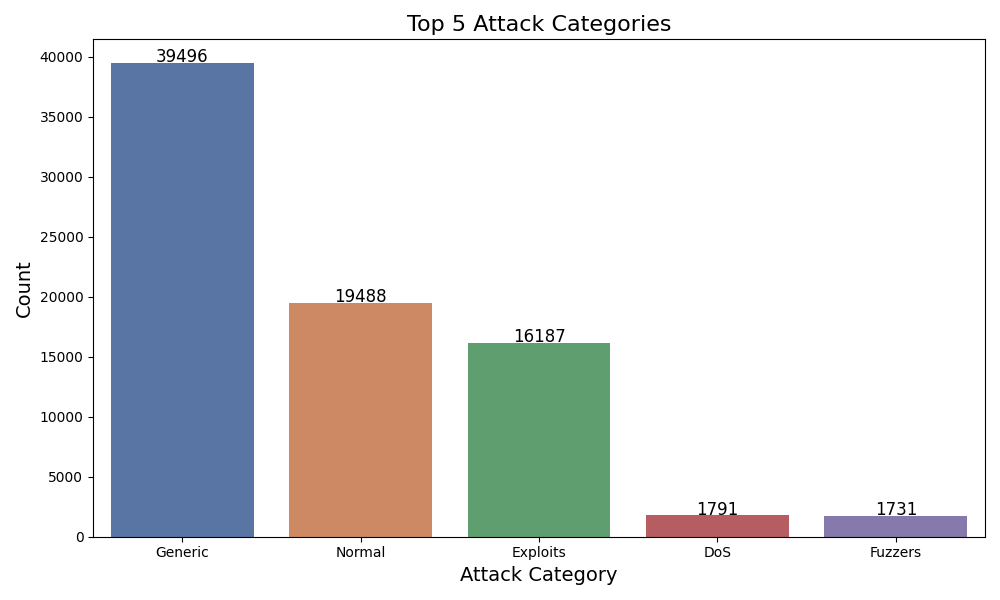 Top 5 Attack Categories
Count
40000
35000
30000
25000
20000
15000
10000
5000
0
39496
19488
16187
1791
1731
Generic
Normal
Exploits
DoS
Fuzzers
Attack Category